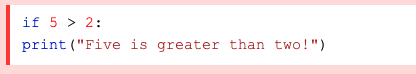 if 5 > 2:
print("Five is greater than two!")